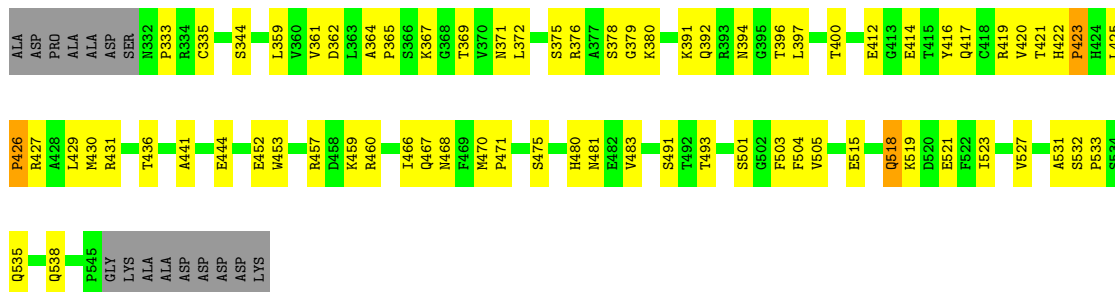 ALA ASP PRO ALA ALA ASP SER N332 P333 R334 C335 S344 L359 V360 V361 D362 L363 A364 P365 S366 K367 G368 T369 V370 N371 L372 S375 R376 A377 S378 G379 K380 K391 Q392 R393 N394 G395 T396 L397 T400 E412 G413 E414 T415 Y416 Q417 C418 R419 V420 T421 H422 P423 H424
P426 R427 A428 L429 M430 R431 T436 A441 E444 E452 W453 R457 D458 K459 R460 I466 Q467 N468 F469 M470 P471 S475 H480 N481 E482 V483 S491 T492 T493 S501 G502 F503 F504 V505 E515 Q518 K519 D520 E521 F522 I523 V527 A531 S532 P533 S534
Q535 Q538 P545 GLY LYS ALA ALA ASP ASP ASP ASP LYS